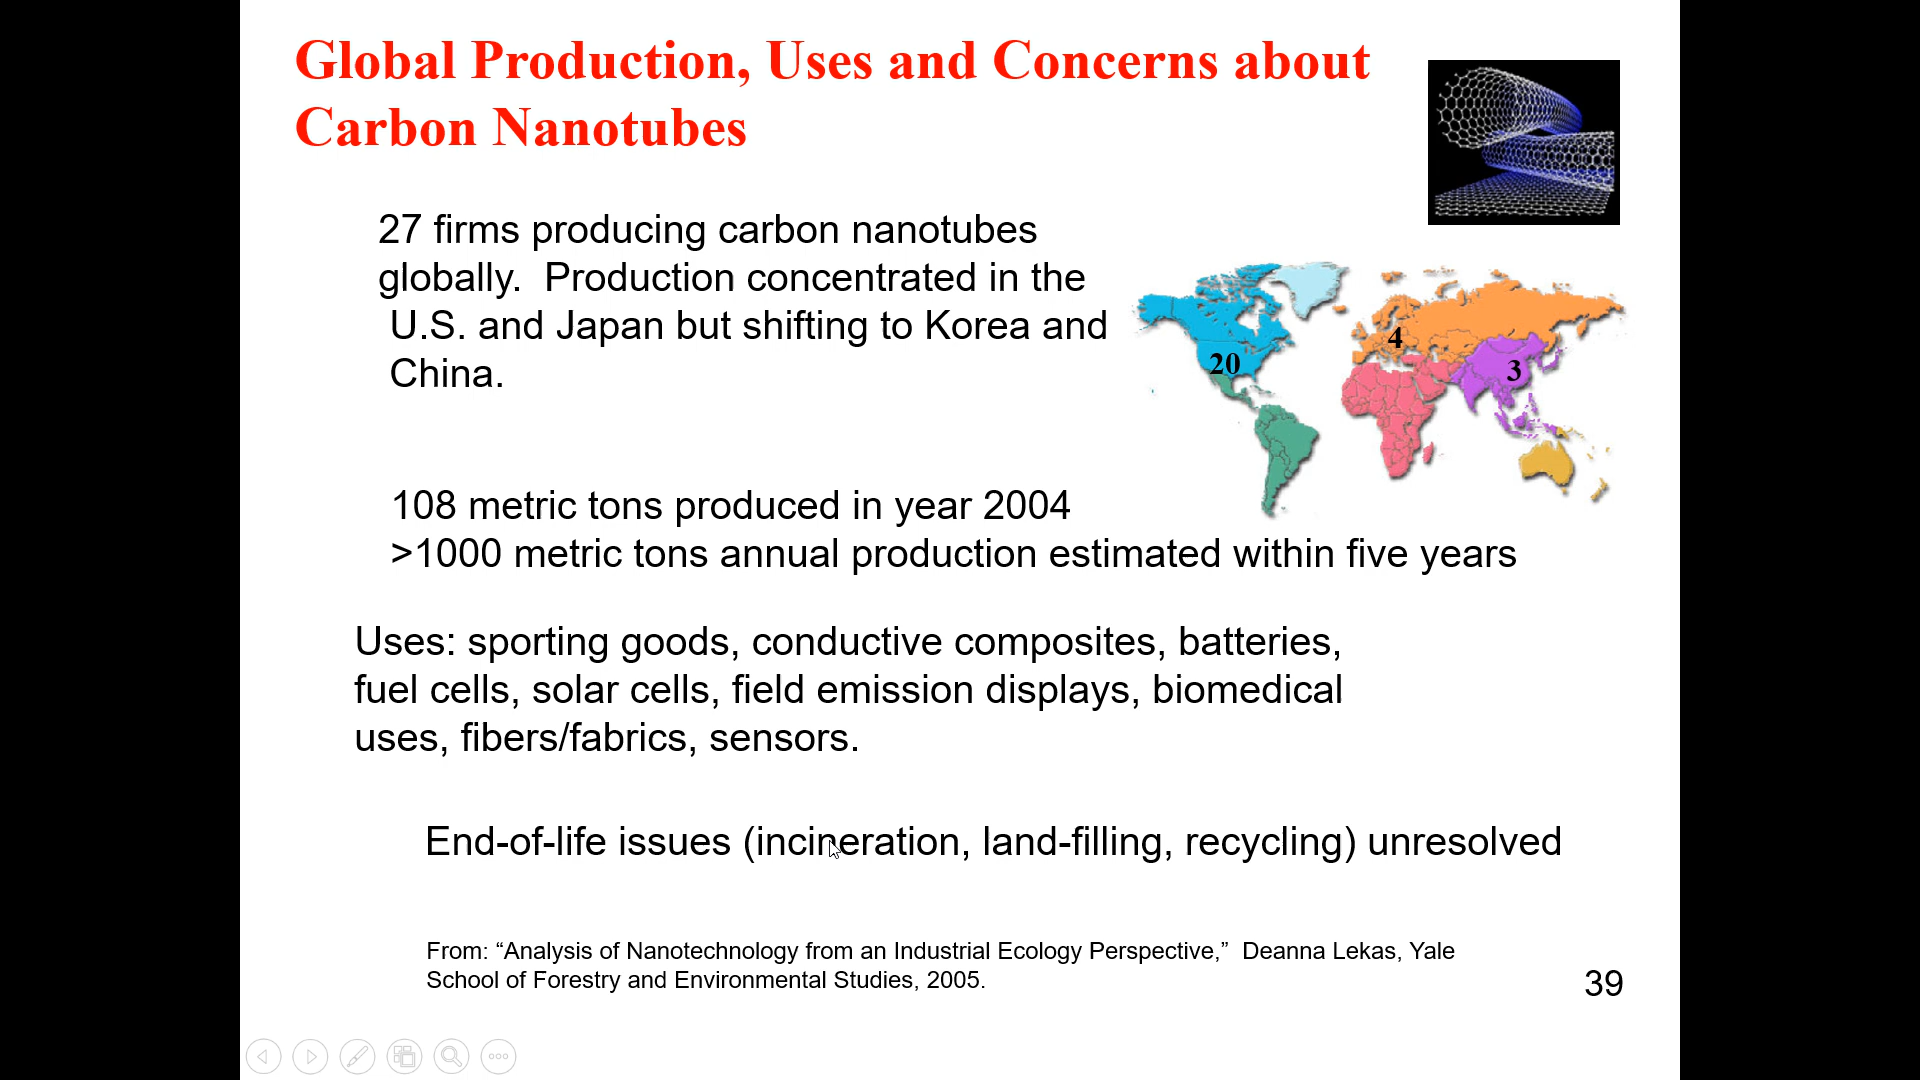 Global Production, Uses and Concerns about
Carbon Nanotubes
27 firms producing carbon nanotubes
globally.  Production concentrated in the
U.S. and Japan but shifting to Korea and
China.
20
4
3
108 metric tons produced in year 2004
>1000 metric tons annual production estimated within five years
Uses: sporting goods, conductive composites, batteries,
fuel cells, solar cells, field emission displays, biomedical
uses, fibers/fabrics, sensors.
End-of-life issues (incineration, land-filling, recycling) unresolved
From: “Analysis of Nanotechnology from an Industrial Ecology Perspective,”  Deanna Lekas, Yale
School of Forestry and Environmental Studies, 2005.
39